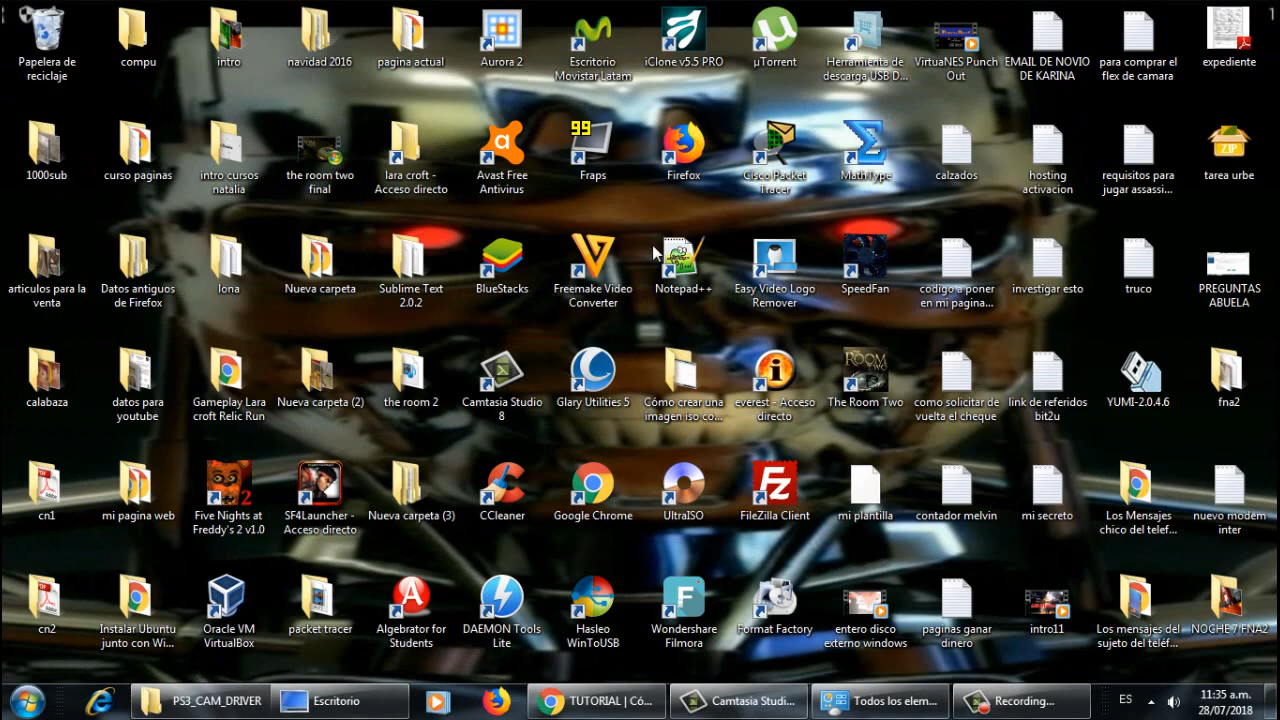 Papelera de
reciclaje
compu
intro
navidad 2016
pagina actual
Aurora 2
Escritorio
Movistar Latam
iClone v5.5 PRO
µTorrent
Herramienta de
descarga USB D...
VirtuaNES Punch
Out
EMAIL DE NOVIO
DE KARINA
para comprar el
flex de camara
expediente
1000sub
curso paginas
intro cursos
natalia
the room two
final
lara croft -
Acceso directo
Avast Free
Antivirus
99
Fraps
Firefox
Cisco Packet
Tracer
MathType
calzados
hosting
activacion
requisitos para
jugar assassi...
ZIP
tarea urbe
articulos para la
venta
Datos antiguos
de Firefox
lona
Nueva carpeta
Sublime Text
2.0.2
BlueStacks
Freemake Video
Converter
Notepad++
Easy Video Logo
Remover
SpeedFan
codigo a poner
en mi pagina...
investigar esto
truco
PREGUNTAS
ABUELA
calabaza
datos para
youtube
Gameplay Lara
croft Relic Run
Nueva carpeta (2)
the room 2
Camtasia Studio
8
Glary Utilities 5
Cómo crear una
imagen iso co...
everest - Acceso
directo
ROOM
TWO
The Room Two
como solicitar de
vuelta el cheque
link de referidos
bit2u
YUMI-2.0.4.6
fna2
cn1
mi pagina web
2
Five Nights at
Freddy's 2 v1.0
SF4Launcher -
Acceso directo
Nueva carpeta (3)
CCleaner
Google Chrome
UltraISO
Fz
FileZilla Client
mi plantilla
contador melvin
mi secreto
Los Mensajes
chico del teléf...
nuevo modem
inter
cn2
Instalar Ubuntu
junto con Wi...
Oracle VM
VirtualBox
packet tracer
A
Algebrator for
Students
DAEMON Tools
Lite
Hasleo
WinToUSB
F
Wondershare
Filmora
Format Factory
entero disco
externo windows
paginas ganar
dinero
intro11
Los mensajes del
sujeto del teléf...
NOCHE 7 FNA2
PS3_CAM_DRIVER
Escritorio
TUTORIAL | Có...
Camtasia Studi...
Todos los elem...
Recording...
ES
11:35 a.m.
28/07/2018